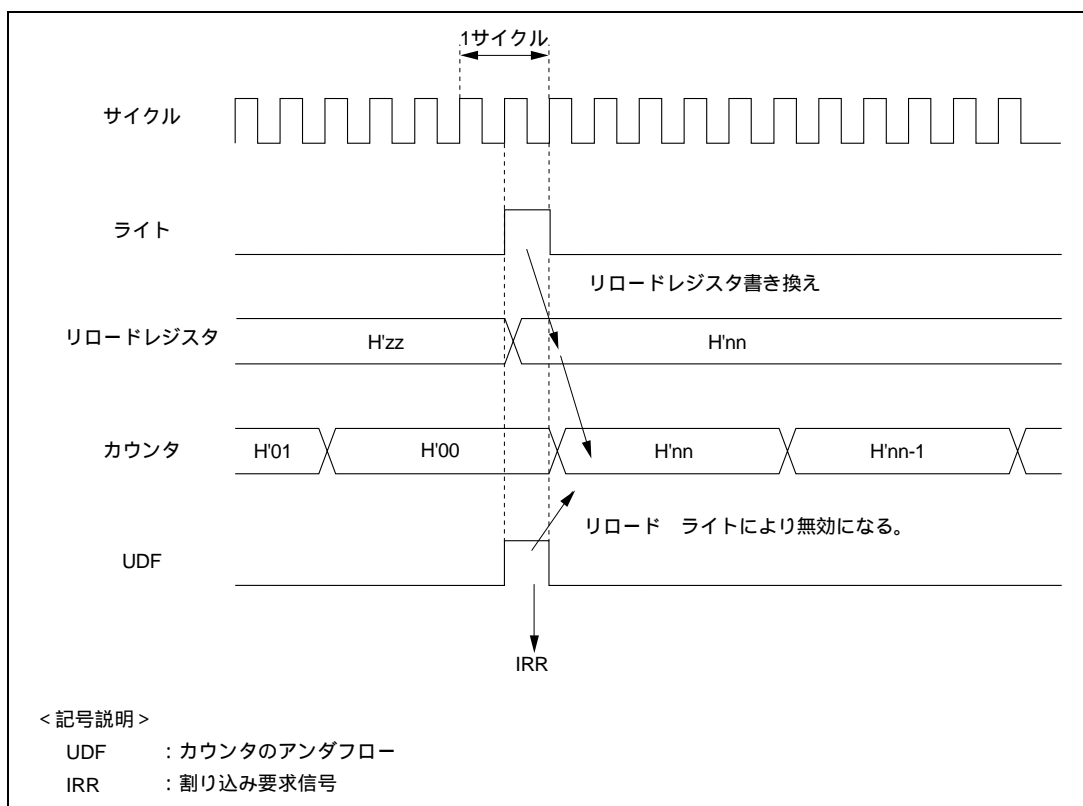 1サイクル
サイクル
ライト
リロードレジスタ書き換え
リロードレジスタ
H'zz
H'nn
カウンタ
H'01
H'00
H'nn
H'nn-1
リロード　ライトにより無効になる。
UDF
IRR
<記号説明>
UDF :カウンタのアンダフロー
IRR :割り込み要求信号